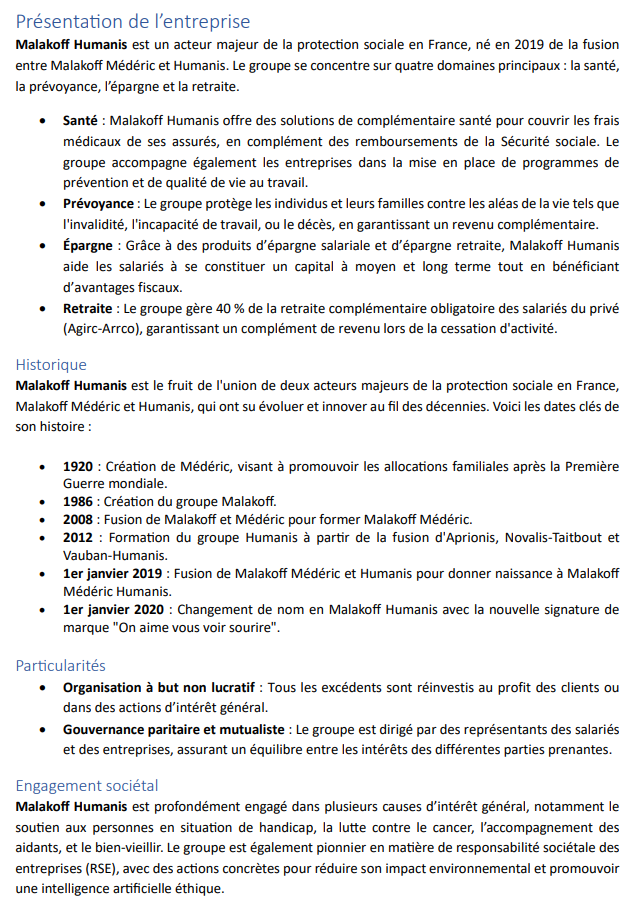 Présentation de l’entreprise
Malakoff Humanis est un acteur majeur de la protection sociale en France, né en 2019 de la fusion
entre Malakoff Médéric et Humanis. Le groupe se concentre sur quatre domaines principaux : la santé,
la prévoyance, l’épargne et la retraite.
• Santé : Malakoff Humanis offre des solutions de complémentaire santé pour couvrir les frais
médicaux de ses assurés, en complément des remboursements de la Sécurité sociale. Le
groupe accompagne également les entreprises dans la mise en place de programmes de
prévention et de qualité de vie au travail.
• Prévoyance : Le groupe protège les individus et leurs familles contre les aléas de la vie tels que
l'invalidité, l'incapacité de travail, ou le décès, en garantissant un revenu complémentaire.
• Épargne : Grâce à des produits d’épargne salariale et d’épargne retraite, Malakoff Humanis
aide les salariés à se constituer un capital à moyen et long terme tout en bénéficiant
d’avantages fiscaux.
• Retraite : Le groupe gère 40 % de la retraite complémentaire obligatoire des salariés du privé
(Agirc-Arrco), garantissant un complément de revenu lors de la cessation d'activité.
Historique
Malakoff Humanis est le fruit de l'union de deux acteurs majeurs de la protection sociale en France,
Malakoff Médéric et Humanis, qui ont su évoluer et innover au fil des décennies. Voici les dates clés de
son histoire :
• 1920 : Création de Médéric, visant à promouvoir les allocations familiales après la Première
Guerre mondiale.
• 1986 : Création du groupe Malakoff.
• 2008 : Fusion de Malakoff et Médéric pour former Malakoff Médéric.
• 2012 : Formation du groupe Humanis à partir de la fusion d'Aprionis, Novalis-Taitbout et
Vauban-Humanis.
• 1er janvier 2019 : Fusion de Malakoff Médéric et Humanis pour donner naissance à Malakoff
Médéric Humanis.
• 1er janvier 2020 : Changement de nom en Malakoff Humanis avec la nouvelle signature de
marque "On aime vous voir sourire".
Particularités
• Organisation à but non lucratif : Tous les excédents sont réinvestis au profit des clients ou
dans des actions d’intérêt général.
• Gouvernance paritaire et mutualiste : Le groupe est dirigé par des représentants des salariés
et des entreprises, assurant un équilibre entre les intérêts des différentes parties prenantes.
Engagement sociétal
Malakoff Humanis est profondément engagé dans plusieurs causes d’intérêt général, notamment le
soutien aux personnes en situation de handicap, la lutte contre le cancer, l’accompagnement des
aidants, et le bien-vieillir. Le groupe est également pionnier en matière de responsabilité sociétale des
entreprises (RSE), avec des actions concrètes pour réduire son impact environnemental et promouvoir
une intelligence artificielle éthique.